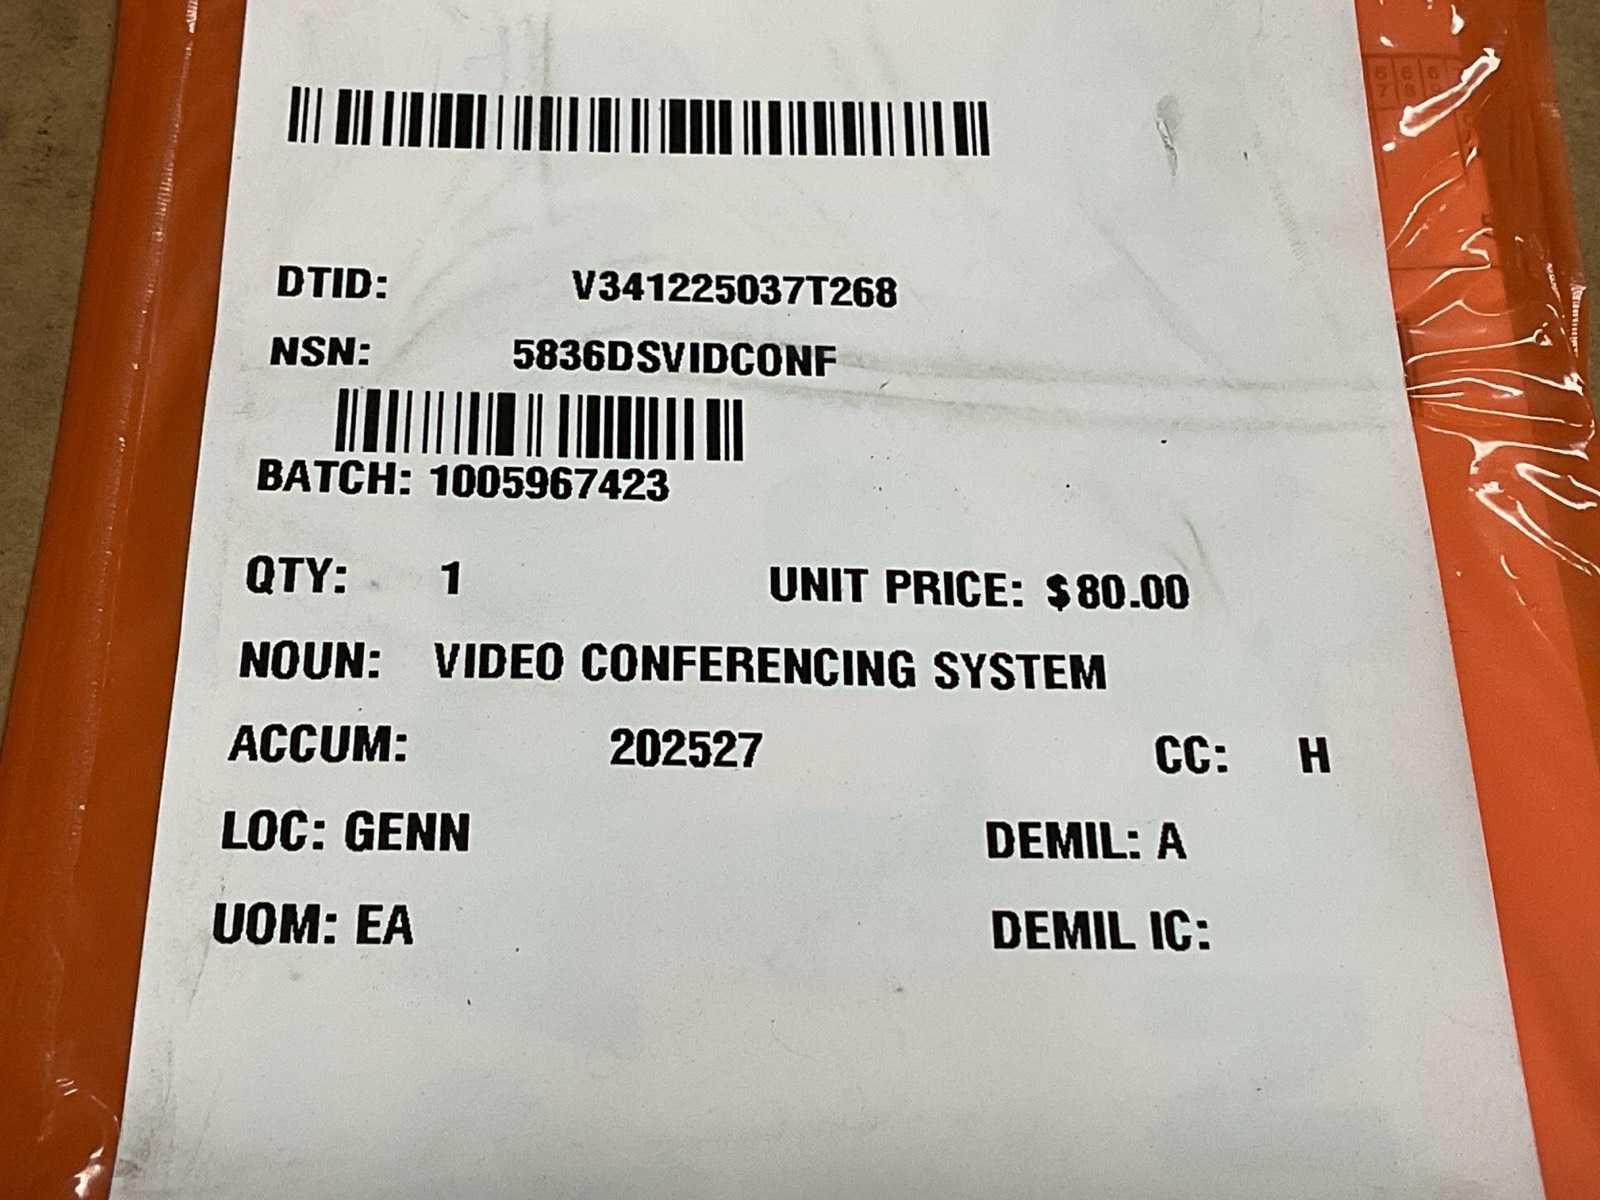 DTID: V341225037T268
NSN: 5836DSVIDCONF
BATCH: 1005967423
QTY: 1 UNIT PRICE: $80.00
NOUN: VIDEO CONFERENCING SYSTEM
ACCUM: 202527 CC: H
LOC: GENN DEMIL: A
UOM: EA DEMIL IC: